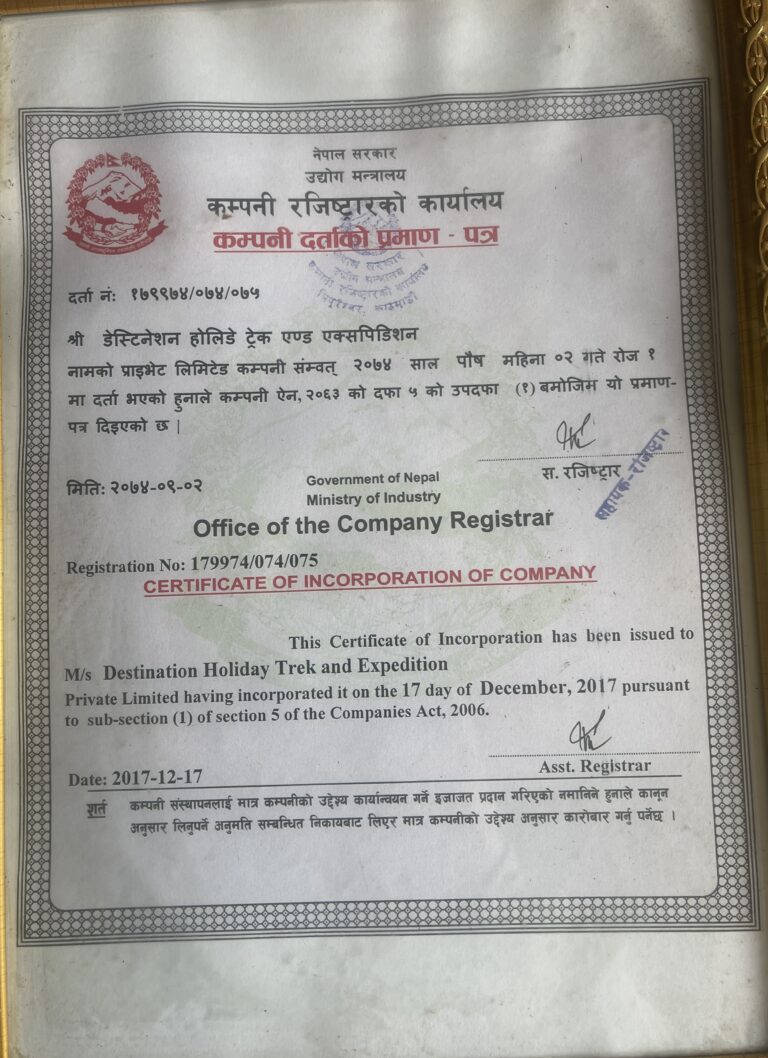 नेपाल सरकार
उद्योग मन्त्रालय
कम्पनी रजिष्ट्रारको कार्यालय
कम्पनी दर्ताको प्रमाण - पत्र
दर्ता नं: १७९९७४/०७४/०७५
श्री डेस्टिनेशन होलिडे ट्रेक एण्ड एक्सपिडिशन
नामको प्राइभेट लिमिटेड कम्पनी संम्वत् २०७४ साल पौष महिना ०२ गते रोज १
मा दर्ता भएको हुनाले कम्पनी ऐन, २०६३ को दफा ५ को उपदफा (१) बमोजिम यो प्रमाण-
पत्र दिइएको छ |
स. रजिष्ट्रार
सहायक-रजिष्ट्रार
मिति: २०७४-०९-०२
Government of Nepal
Ministry of Industry
Office of the Company Registrar
Registration No: 179974/074/075
CERTIFICATE OF INCORPORATION OF COMPANY
This Certificate of Incorporation has been issued to
M/s Destination Holiday Trek and Expedition
Private Limited having incorporated it on the 17 day of December, 2017 pursuant
to sub-section (1) of section 5 of the Companies Act, 2006.
Asst. Registrar
Date: 2017-12-17
शर्त कम्पनी संस्थापनलाई मात्र कम्पनीको उद्देश्य कार्यान्वयन गर्ने इजाजत प्रदान गरिएको नमानिने हुनाले कानून
अनुसार लिनुपर्ने अनुमति सम्बन्धित निकायबाट लिएर मात्र कम्पनीको उद्देश्य अनुसार कारोबार गर्नु पर्नेछ ।